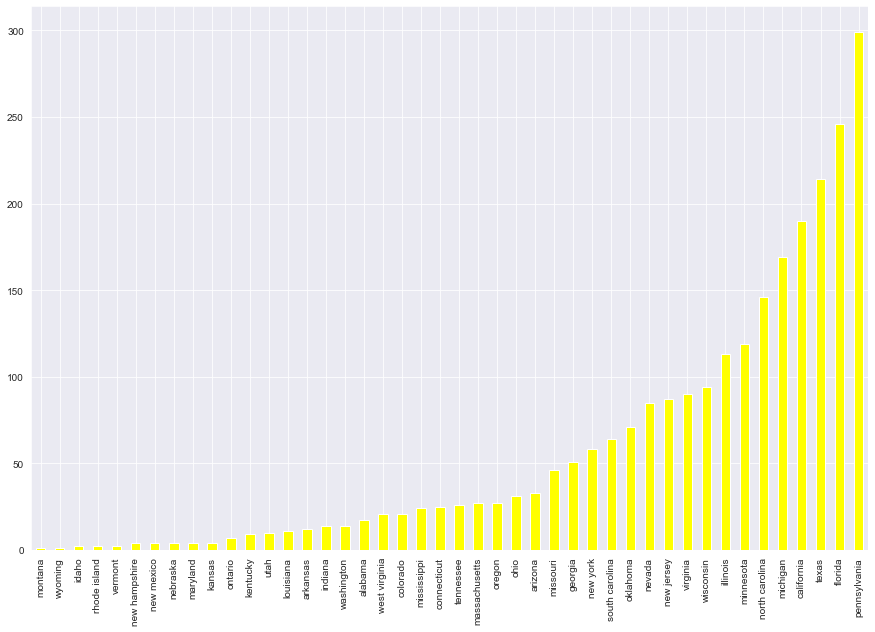 300
250
200
150
100
50
0
montana
wyoming
idaho
rhode island
vermont
new hampshire
new mexico
nebraska
maryland
kansas
ontario
kentucky
utah
louisiana
arkansas
indiana
washington
alabama
west virginia
colorado
mississippi
connecticut
tennessee
massachusetts
oregon
ohio
arizona
missouri
georgia
new york
south carolina
oklahoma
nevada
new jersey
virginia
wisconsin
illinois
minnesota
north carolina
michigan
california
texas
florida
pennsylvania